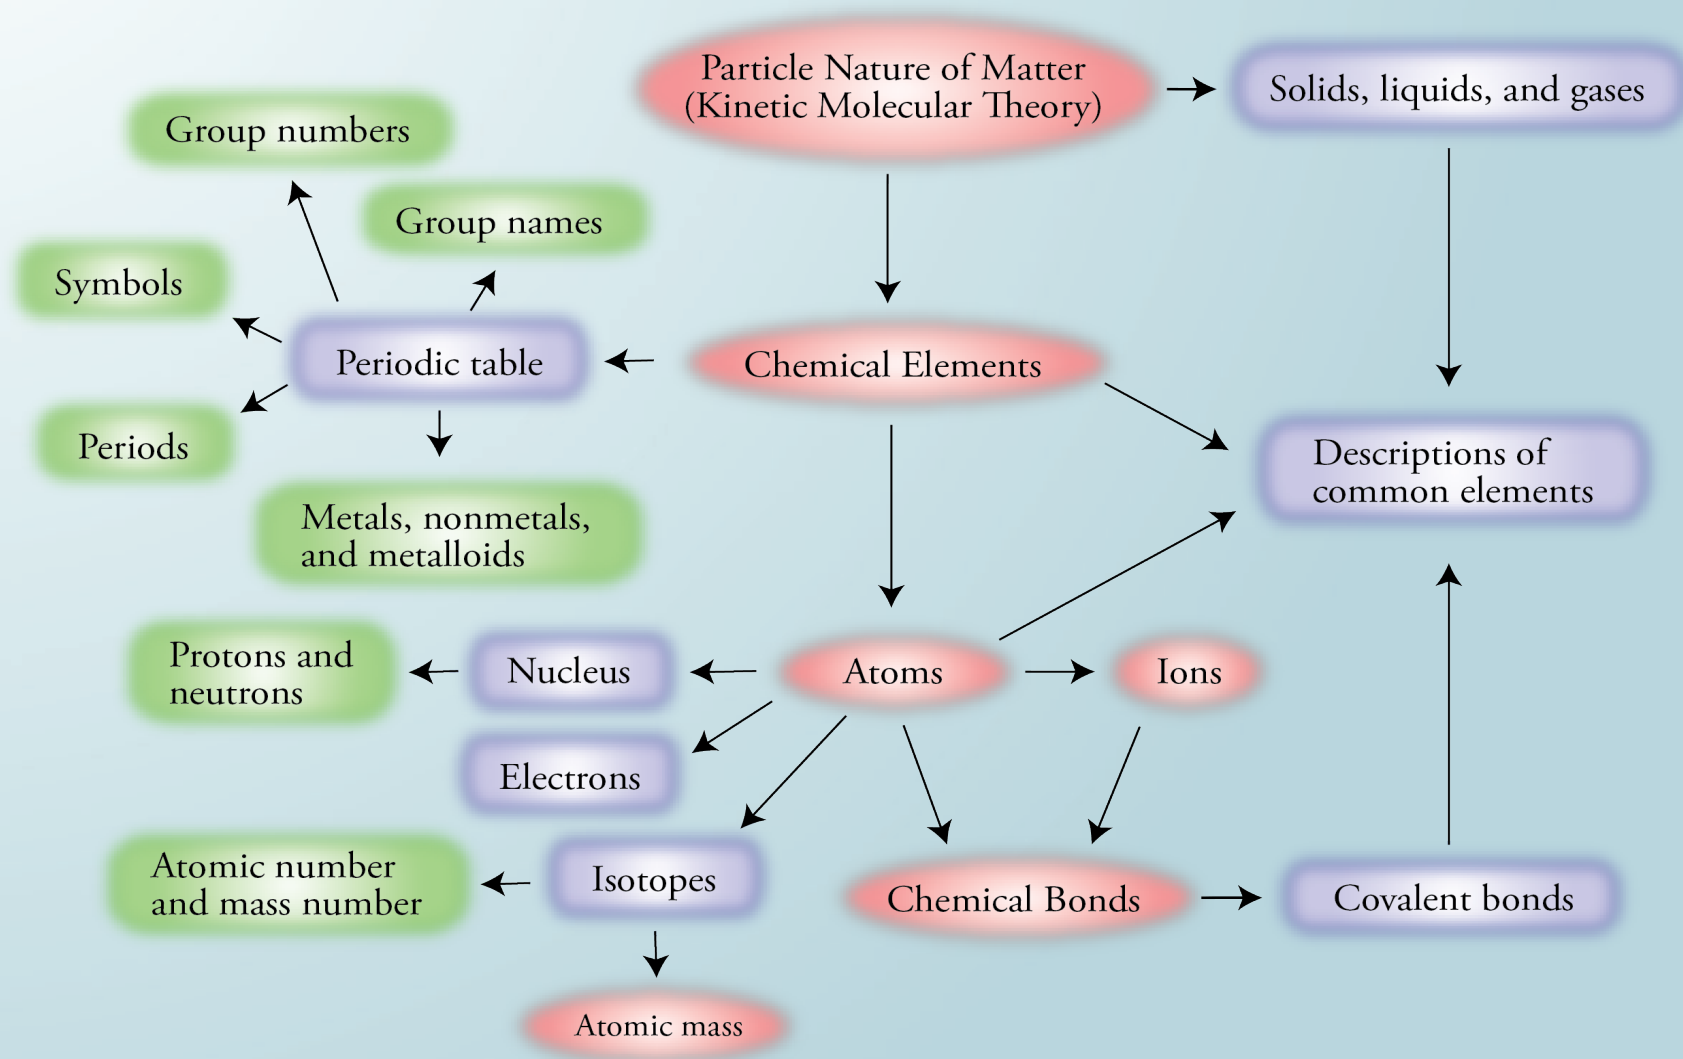 Particle Nature of Matter
(Kinetic Molecular Theory)
Solids, liquids, and gases
Group numbers
Group names
Symbols
Periodic table
Chemical Elements
Periods
Descriptions of
common elements
Metals, nonmetals,
and metalloids
Protons and
neutrons
Nucleus
Atoms
Ions
Electrons
Atomic number
and mass number
Isotopes
Chemical Bonds
Covalent bonds
Atomic mass